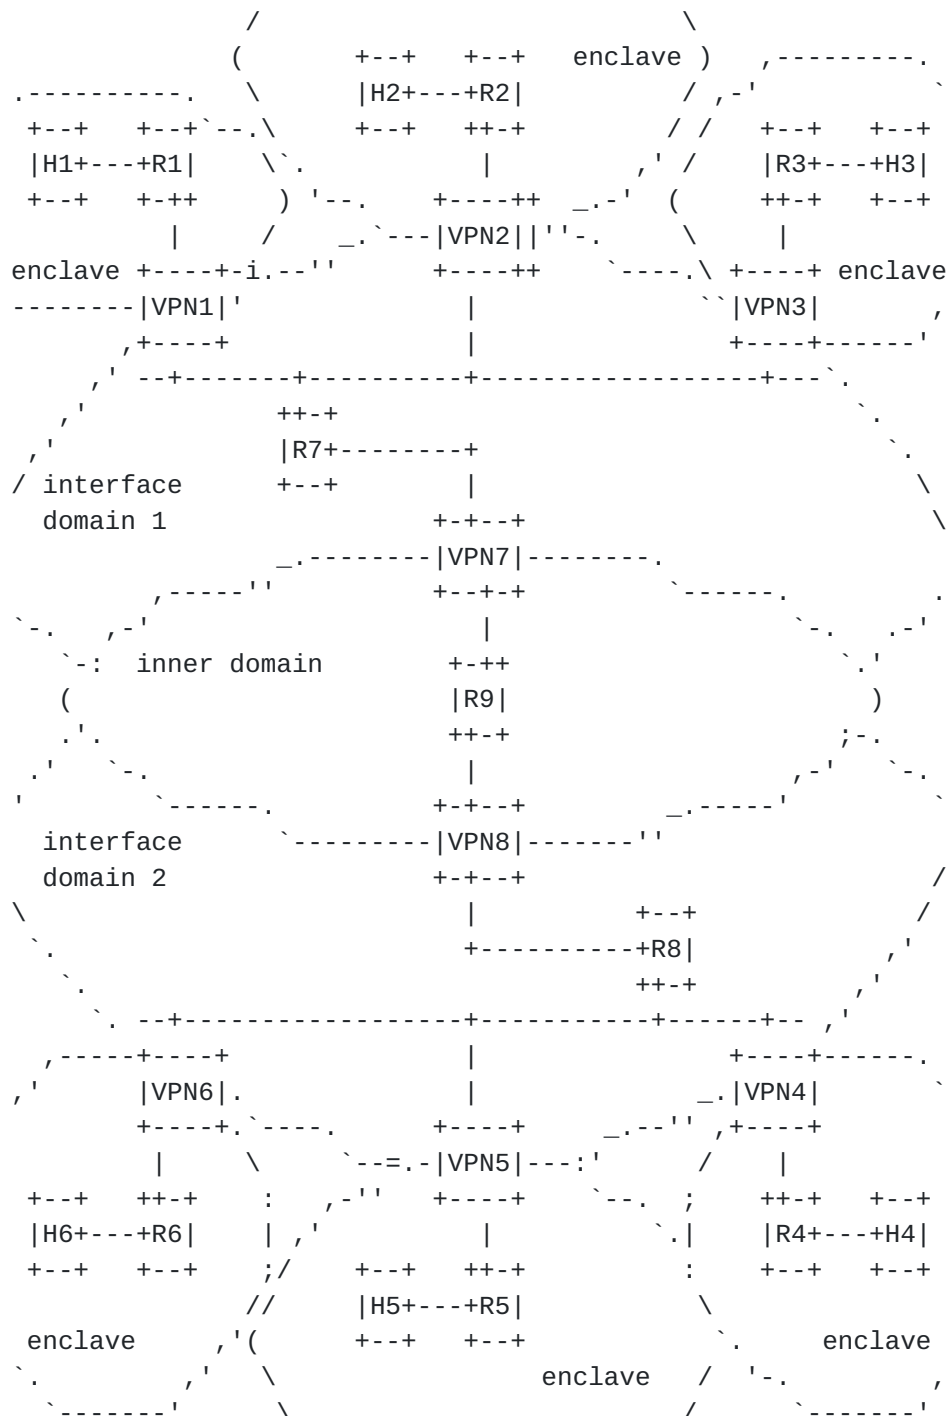 /                           \
               (       +--+   +--+   enclave )   ,---------.
 .----------.   \      |H2+---+R2|          / ,-'            `
  +--+   +--+`--.\     +--+   ++-+         / /   +--+   +--+
  |H1+---+R1|    \`.            |         ,' /    |R3+---+H3|
  +--+   +-++     ) '--.    +----++  _.-'  (     ++-+   +--+
           |     /    _.`---|VPN2||''-.     \     |
 enclave +----+-i.--''      +----++    `----.\ +----+ enclave
 --------|VPN1|'              |              ``|VPN3|       ,
        ,+----+               |                +----+------'
      ,' --+-------+----------+------------------+---`.
    ,'            ++-+                                 `.
  ,'              |R7+--------+                          `.
 / interface      +--+        |                            \
   domain 1                 +-+--+                          \
                  _.--------|VPN7|--------.
          ,-----''          +--+-+         `------.         .
 `-.   ,-'                     |                   `-.   .-'
    `-:  inner domain        +-++                     `.'
    (                        |R9|                       )
    .'.                      ++-+                     ;-.
  .'   `-.                    |                    ,-'   `-.
 '        `------.          +-+--+         _.-----'         `
   interface      `---------|VPN8|-------''
   domain 2                 +-+--+                          /
 \                            |          +--+              /
  `.                          +----------+R8|            ,'
    `.                                   ++-+          ,'
      `. --+------------------+-----------+------+-- ,'
   ,-----+----+               |                +----+------.
 ,'      |VPN6|.              |              _.|VPN4|       `
         +----+.`----.      +----+     _.--'' ,+----+
          |     \     `--=.-|VPN5|---:'      /    |
  +--+   ++-+    :   ,-''   +----+    `--.  ;    ++-+   +--+
  |H6+---+R6|    | ,'          |          `.|    |R4+---+H4|
  +--+   +--+    ;/    +--+   ++-+          :    +--+   +--+
                //     |H5+---+R5|           \
  enclave     ,'(      +--+   +--+            `.     enclave
 `.         ,'   \                 enclave   /  '-.         ,
   `-------'      \                         /      `-------'